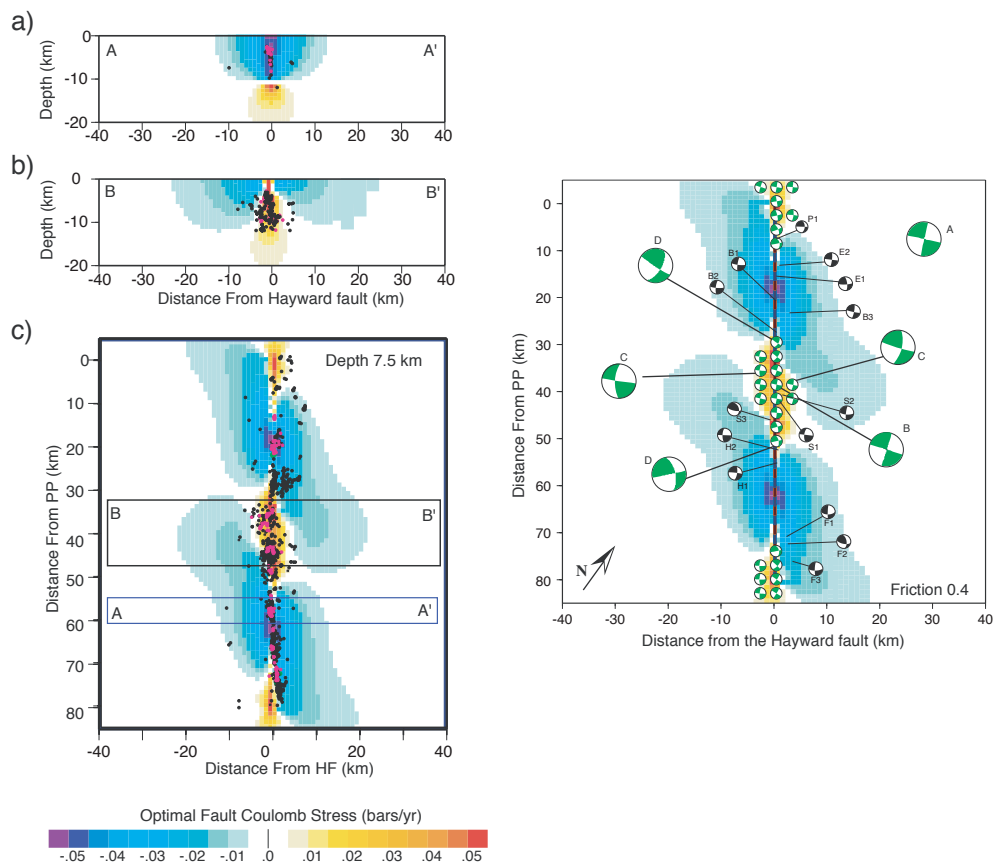 a)
0
-10
-20
Depth (km)
A
A'
-40
-30
-20
-.10
0
10
20
30
40
b)
0
-10
-20
Depth (km)
B
B'
-40
-30
-20
-.10
0
10
20
30
40
Distance From Hayward fault (km)
c)
Depth 7.5 km
0
10
20
30
40
50
60
70
80
Distance From PP (km)
B
B'
A
A'
-40
-30
-20
-10
0
10
20
30
40
Distance From HF (km)
Optimal Fault Coulomb Stress (bars/yr)
-.05
-.04
-.03
-.02
-.01
.0
.01
.02
.03
.04
.05
0
10
20
30
40
50
60
70
80
Distance From PP (km)
P1
A
D
B1
E2
B2
E1
B3
C
C
S3
S2
H2
S1
B
D
H1
F1
F2
F3
N
Friction 0.4
-40
-30
-20
-10
0
10
20
30
40
Distance from the Hayward fault (km)